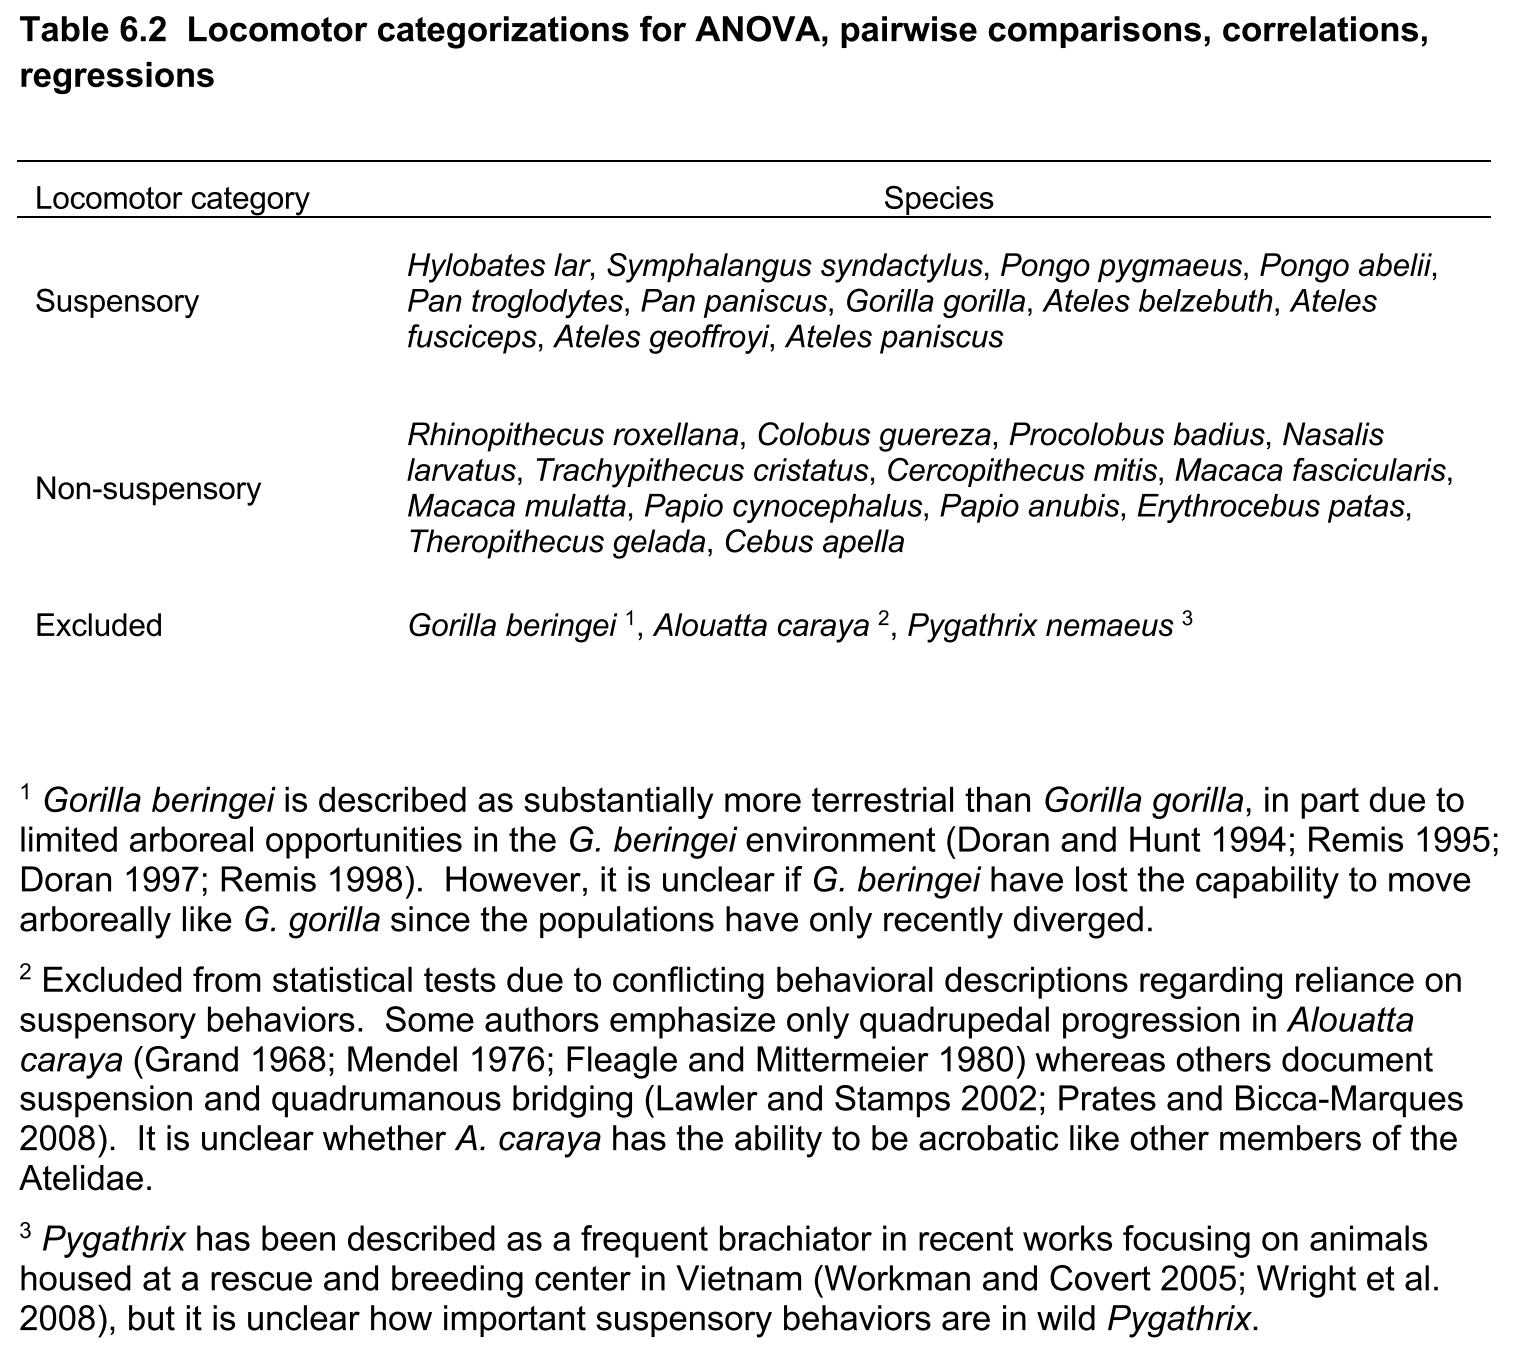 Table 6.2  Locomotor categorizations for ANOVA, pairwise comparisons, correlations,
regressions
Locomotor category Species
Hylobates lar, Symphalangus syndactylus, Pongo pygmaeus, Pongo abelii,
Suspensory Pan troglodytes, Pan paniscus, Gorilla gorilla, Ateles belzebuth, Ateles
fusciceps, Ateles geoffroyi, Ateles paniscus
Rhinopithecus roxellana, Colobus guereza, Procolobus badius, Nasalis
larvatus, Trachypithecus cristatus, Cercopithecus mitis, Macaca fascicularis,
Non-suspensory
Macaca mulatta, Papio cynocephalus, Papio anubis, Erythrocebus patas,
Theropithecus gelada, Cebus apella
Excluded Gorilla beringei ¹, Alouatta caraya ², Pygathrix nemaeus ³
¹ Gorilla beringei is described as substantially more terrestrial than Gorilla gorilla, in part due to
limited arboreal opportunities in the G. beringei environment (Doran and Hunt 1994; Remis 1995;
Doran 1997; Remis 1998).  However, it is unclear if G. beringei have lost the capability to move
arboreally like G. gorilla since the populations have only recently diverged.
² Excluded from statistical tests due to conflicting behavioral descriptions regarding reliance on
suspensory behaviors.  Some authors emphasize only quadrupedal progression in Alouatta
caraya (Grand 1968; Mendel 1976; Fleagle and Mittermeier 1980) whereas others document
suspension and quadrumanous bridging (Lawler and Stamps 2002; Prates and Bicca-Marques
2008).  It is unclear whether A. caraya has the ability to be acrobatic like other members of the
Atelidae.
³ Pygathrix has been described as a frequent brachiator in recent works focusing on animals
housed at a rescue and breeding center in Vietnam (Workman and Covert 2005; Wright et al.
2008), but it is unclear how important suspensory behaviors are in wild Pygathrix.